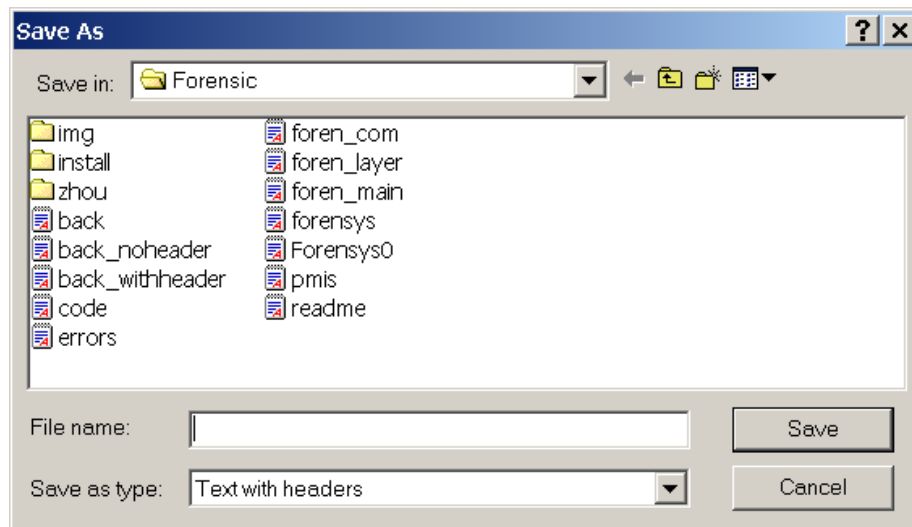 Save As
Save in: Forensic
img
install
zhou
back
back_noheader
back_withheader
code
errors
foren_com
foren_layer
foren_main
forensys
Forensys0
pmis
readme
File name:
Save
Save as type: Text with headers
Cancel